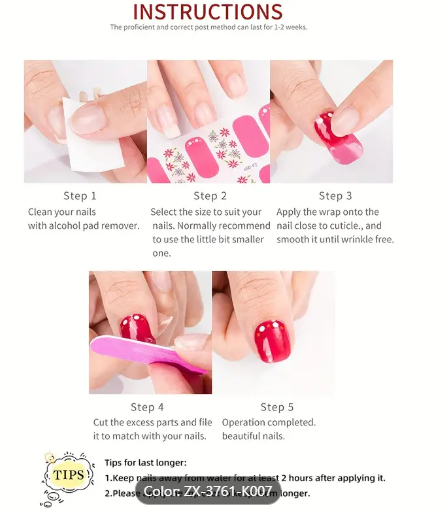 INSTRUCTIONS
The proficient and correct post method can last for 1-2 weeks.
Step 1
Clean your nails
with alcohol pad remover.
Step 2
Select the size to suit your
nails. Normally recommend
to use the little bit smaller
one.
Step 3
Apply the wrap onto the
nail close to cuticle., and
smooth it until wrinkle free.
Step 4
Cut the excess parts and file
it to match with your nails.
Step 5
Operation completed.
beautiful nails.
TIPS
Tips for last longer:
1.Keep nails away from water for at least 2 hours after applying it.
2.Please longer.
Color: ZX-3761-K007